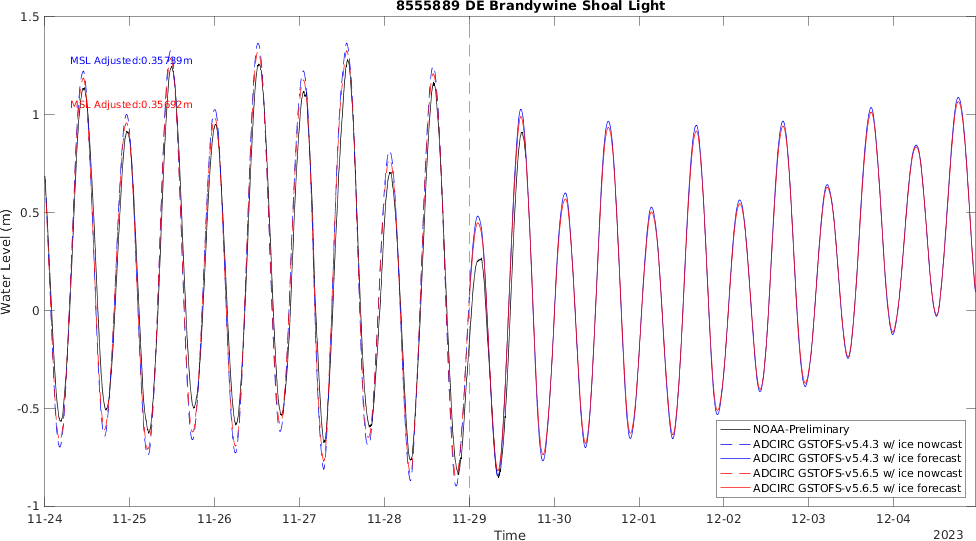 8555889 DE Brandywine Shoal Light
1.5
1
0.5
0
-0.5
-1
Water Level (m)
MSL Adjusted:0.35789m
MSL Adjusted:0.35692m
NOAA-Preliminary
ADCIRC GSTOFS-v5.4.3 w/ ice nowcast
ADCIRC GSTOFS-v5.4.3 w/ ice forecast
ADCIRC GSTOFS-v5.6.5 w/ ice nowcast
ADCIRC GSTOFS-v5.6.5 w/ ice forecast
11-24 11-25 11-26 11-27 11-28 11-29 11-30 12-01 12-02 12-03 12-04
Time
2023